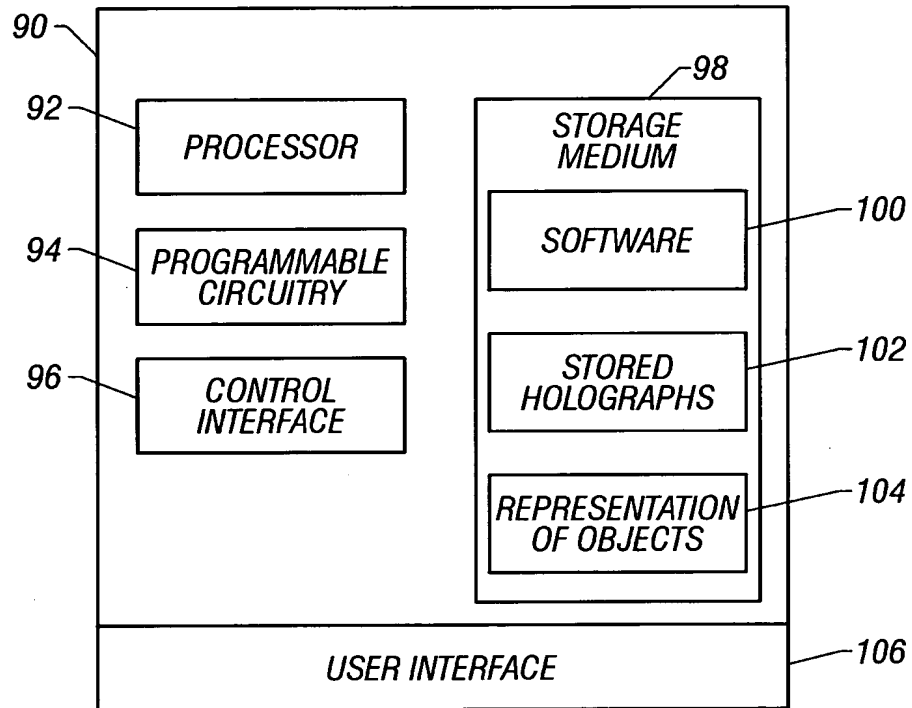 90
92
PROCESSOR
94
PROGRAMMABLE
CIRCUITRY
96
CONTROL
INTERFACE
98
STORAGE
MEDIUM
100
SOFTWARE
102
STORED
HOLOGRAPHS
104
REPRESENTATION
OF OBJECTS
106
USER INTERFACE